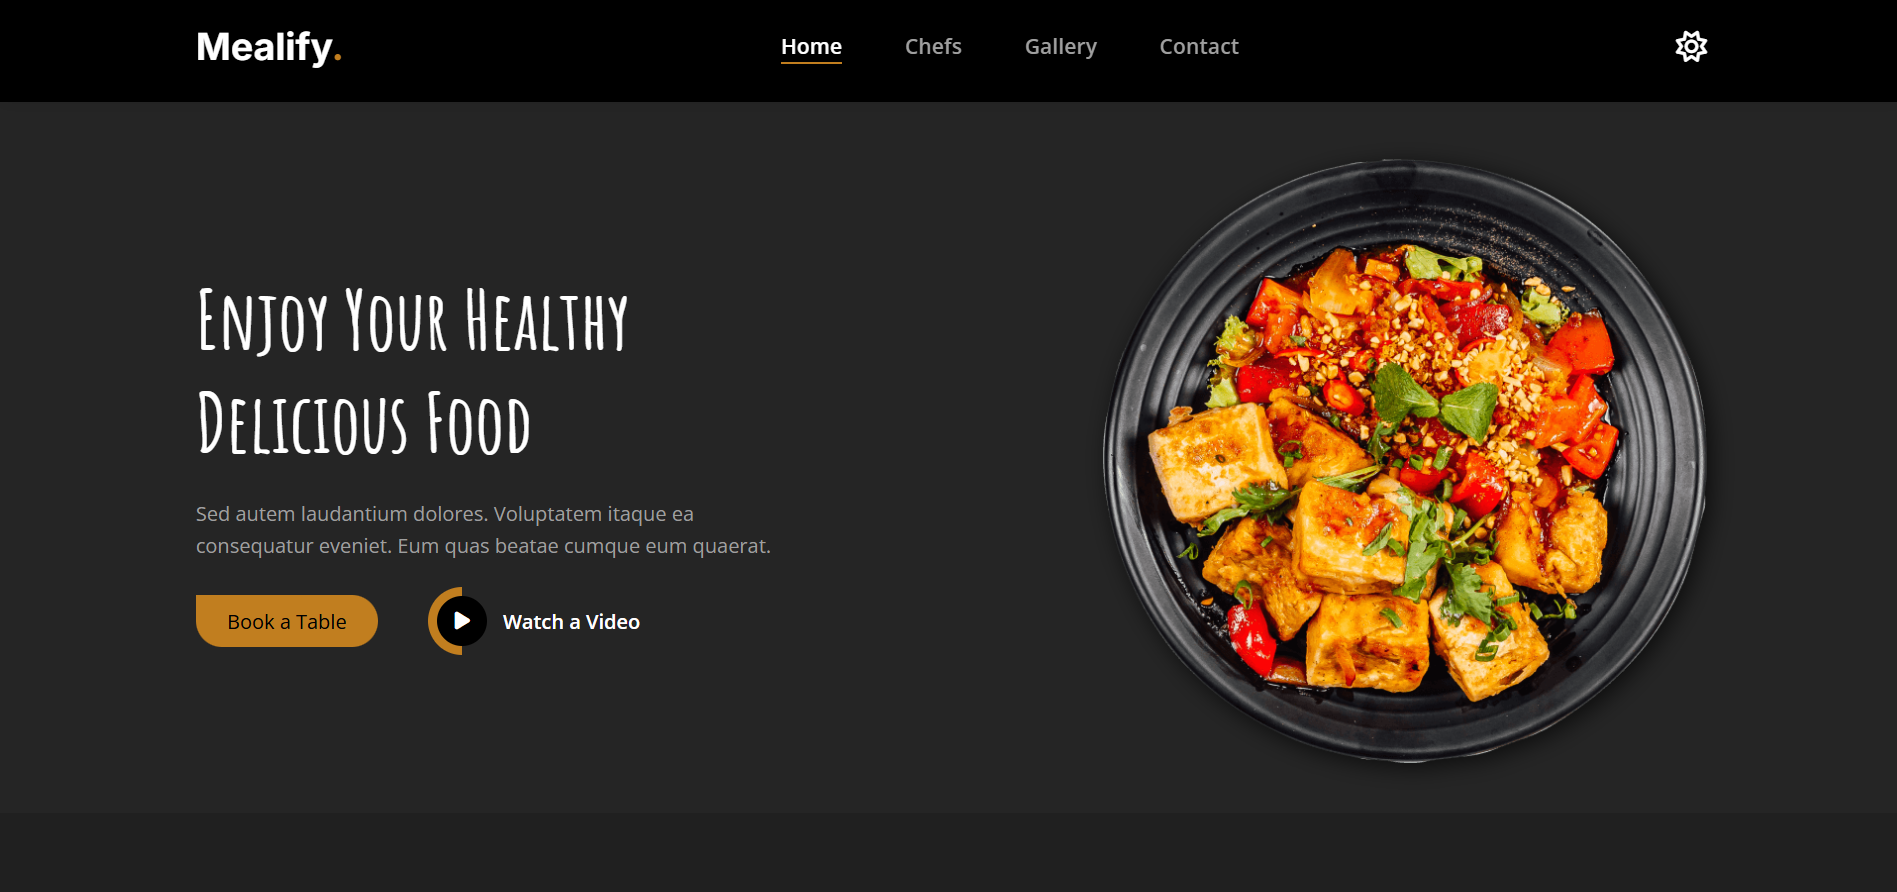 Mealify.
Home
Chefs
Gallery
Contact
Enjoy Your Healthy
Delicious Food
Sed autem laudantium dolores. Voluptatem itaque ea
consequatur eveniet. Eum quas beatae cumque eum quaerat.
Book a Table
Watch a Video